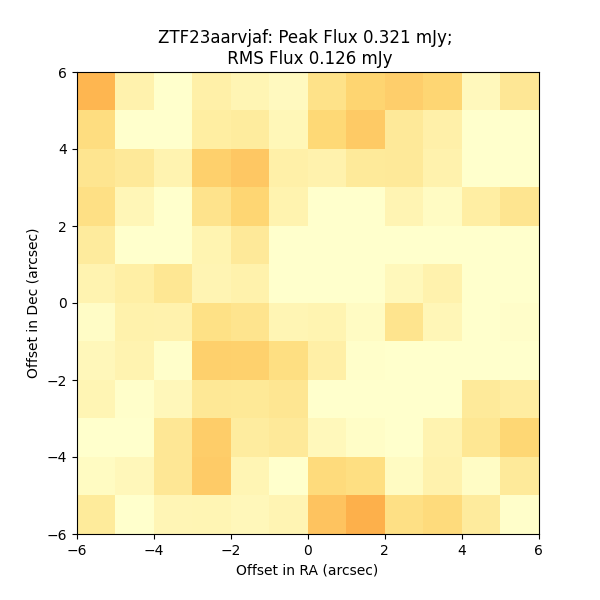 ZTF23aarvjaf: Peak Flux 0.321 mJy;
RMS Flux 0.126 mJy
6
4
2
0
−2
−4
−6
Offset in Dec (arcsec)
−6 −4 −2 0 2 4 6
Offset in RA (arcsec)